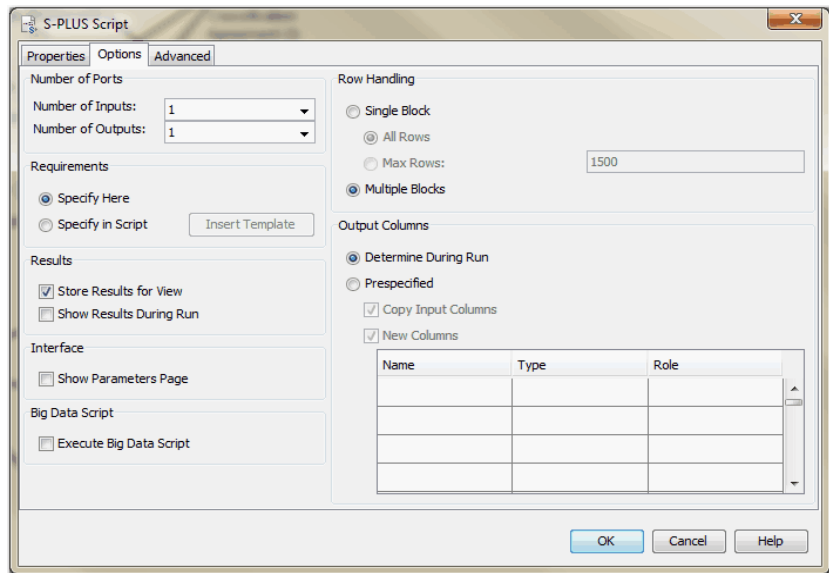 S-PLUS Script
Properties Options Advanced
Number of Ports
Number of Inputs: 1
Number of Outputs: 1
Requirements
Specify Here
Specify in Script Insert Template
Results
Store Results for View
Show Results During Run
Interface
Show Parameters Page
Big Data Script
Execute Big Data Script
Row Handling
Single Block
All Rows
Max Rows: 1500
Multiple Blocks
Output Columns
Determine During Run
Prespecified
Copy Input Columns
New Columns
Name Type Role
OK Cancel Help